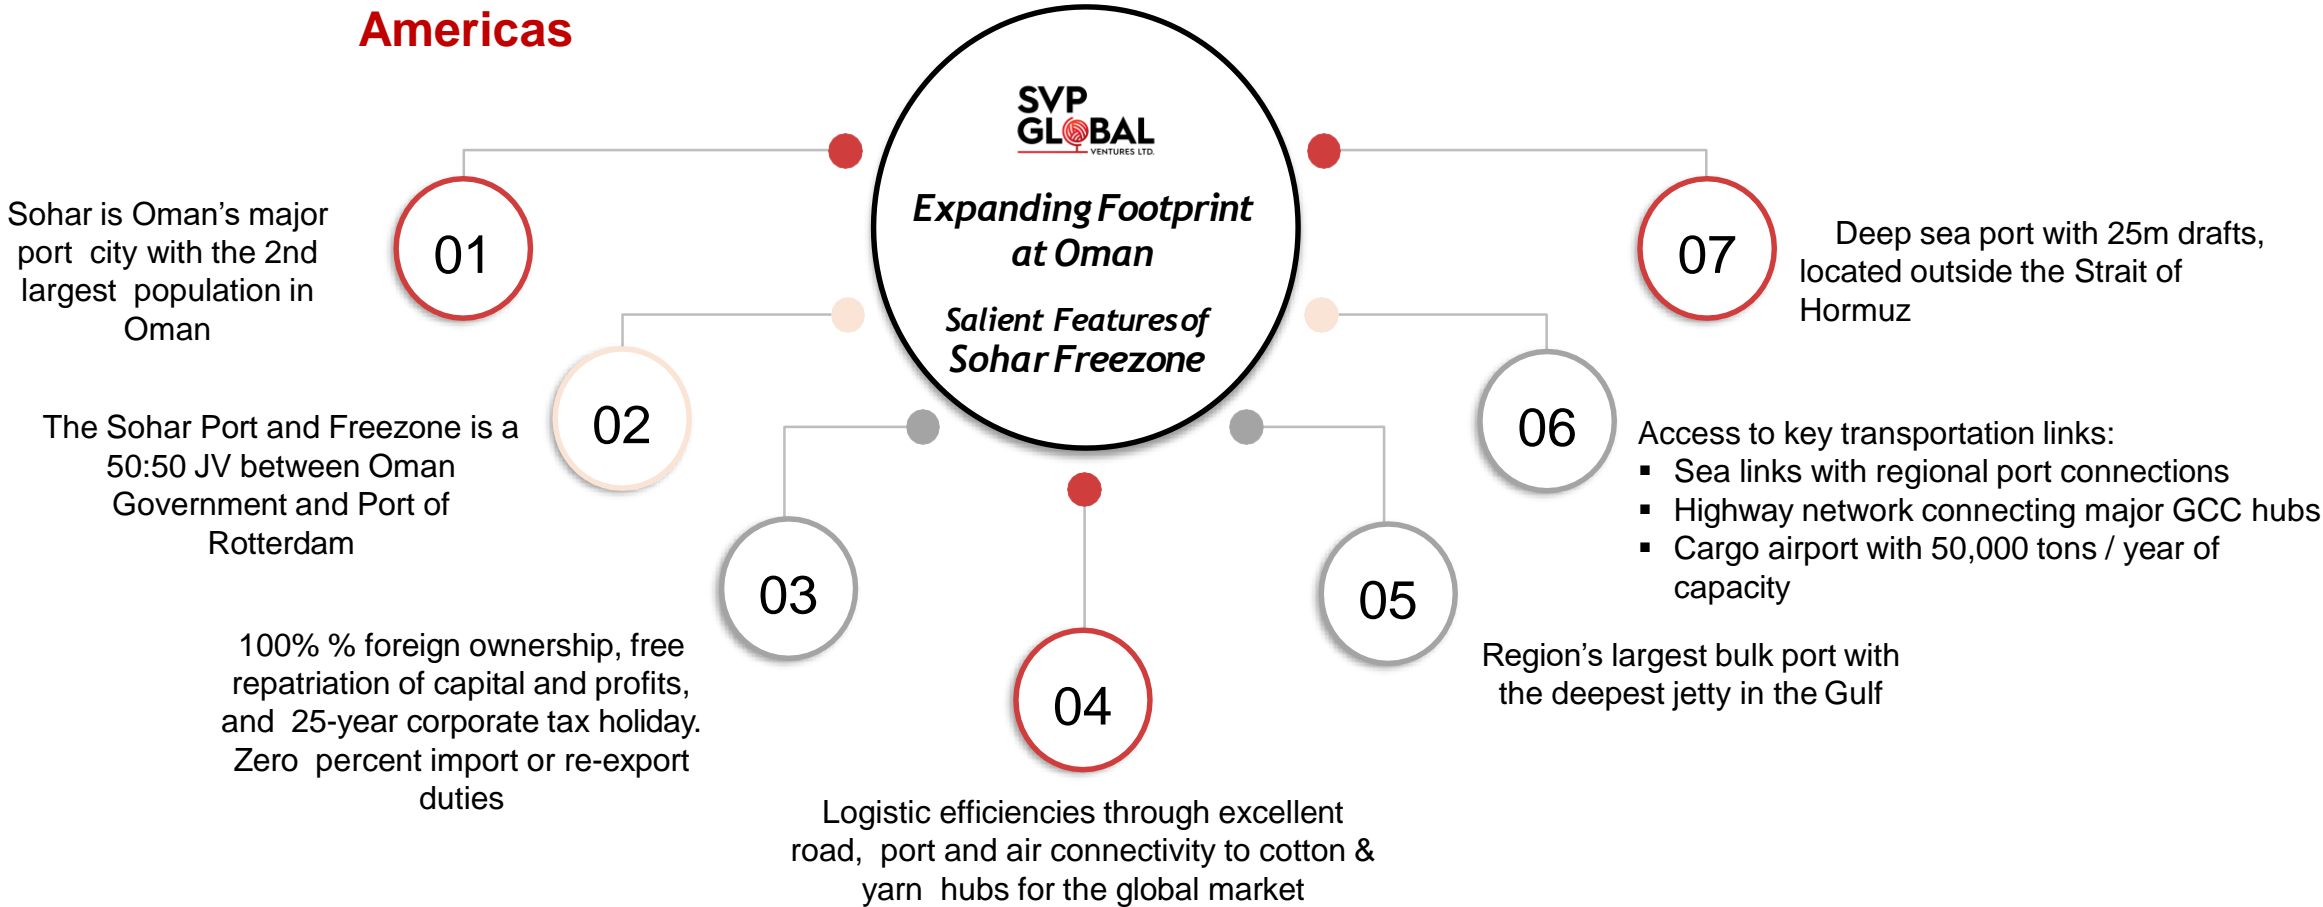 Americas
SVP
GLOBAL
VENTURES LTD.
Expanding Footprint
at Oman
Salient Features of
Sohar Freezone
01
Sohar is Oman’s major
port city with the 2nd
largest population in
Oman
02
The Sohar Port and Freezone is a
50:50 JV between Oman
Government and Port of
Rotterdam
03
100% % foreign ownership, free
repatriation of capital and profits,
and 25-year corporate tax holiday.
Zero percent import or re-export
duties
04
Logistic efficiencies through excellent
road, port and air connectivity to cotton &
yarn hubs for the global market
05
Region’s largest bulk port with
the deepest jetty in the Gulf
06
Access to key transportation links:
▪ Sea links with regional port connections
▪ Highway network connecting major GCC hubs
▪ Cargo airport with 50,000 tons / year of
capacity
07
Deep sea port with 25m drafts,
located outside the Strait of
Hormuz